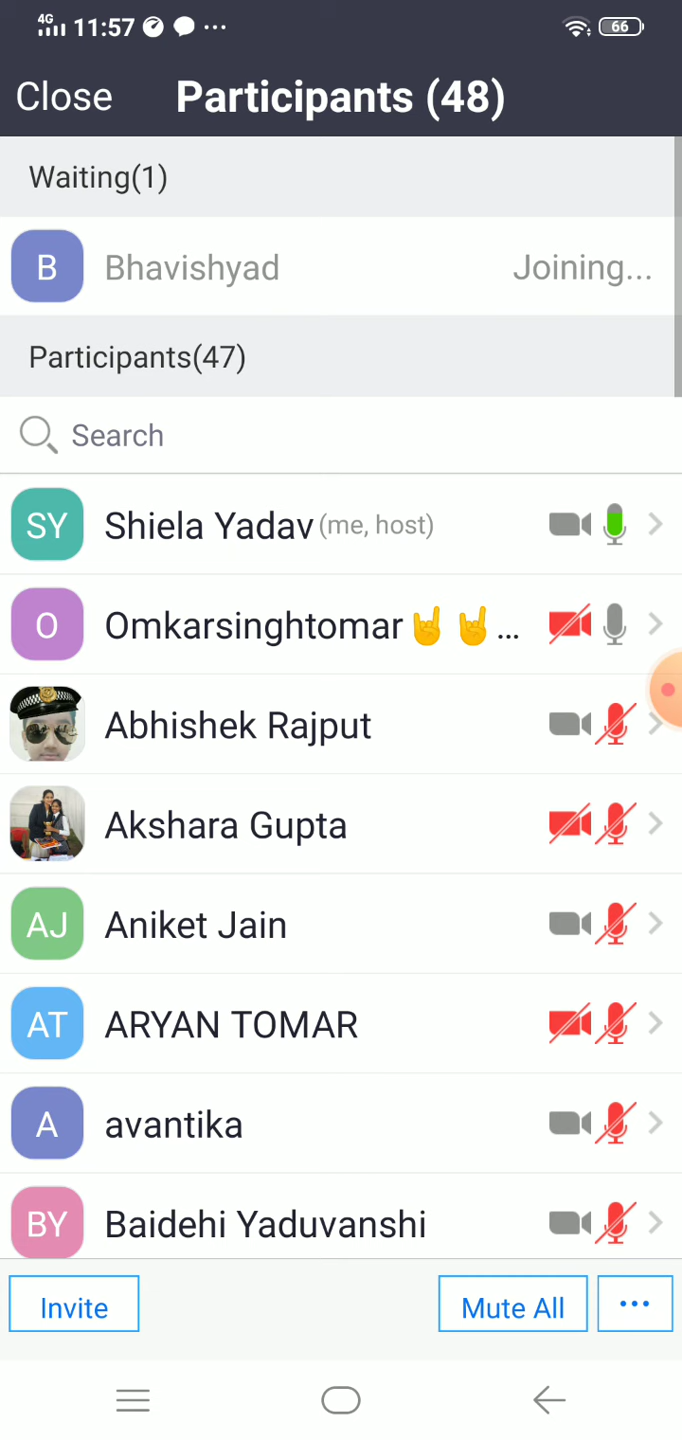 4G 11:57 ... 66
Close Participants (48)
Waiting(1)
B Bhavishyad Joining...
Participants(47)
Search
SY Shiela Yadav (me, host)
O Omkarsinghtomar🤘🤘...
Abhishek Rajput
Akshara Gupta
AJ Aniket Jain
AT ARYAN TOMAR
A avantika
BY Baidehi Yaduvanshi
Invite Mute All ...